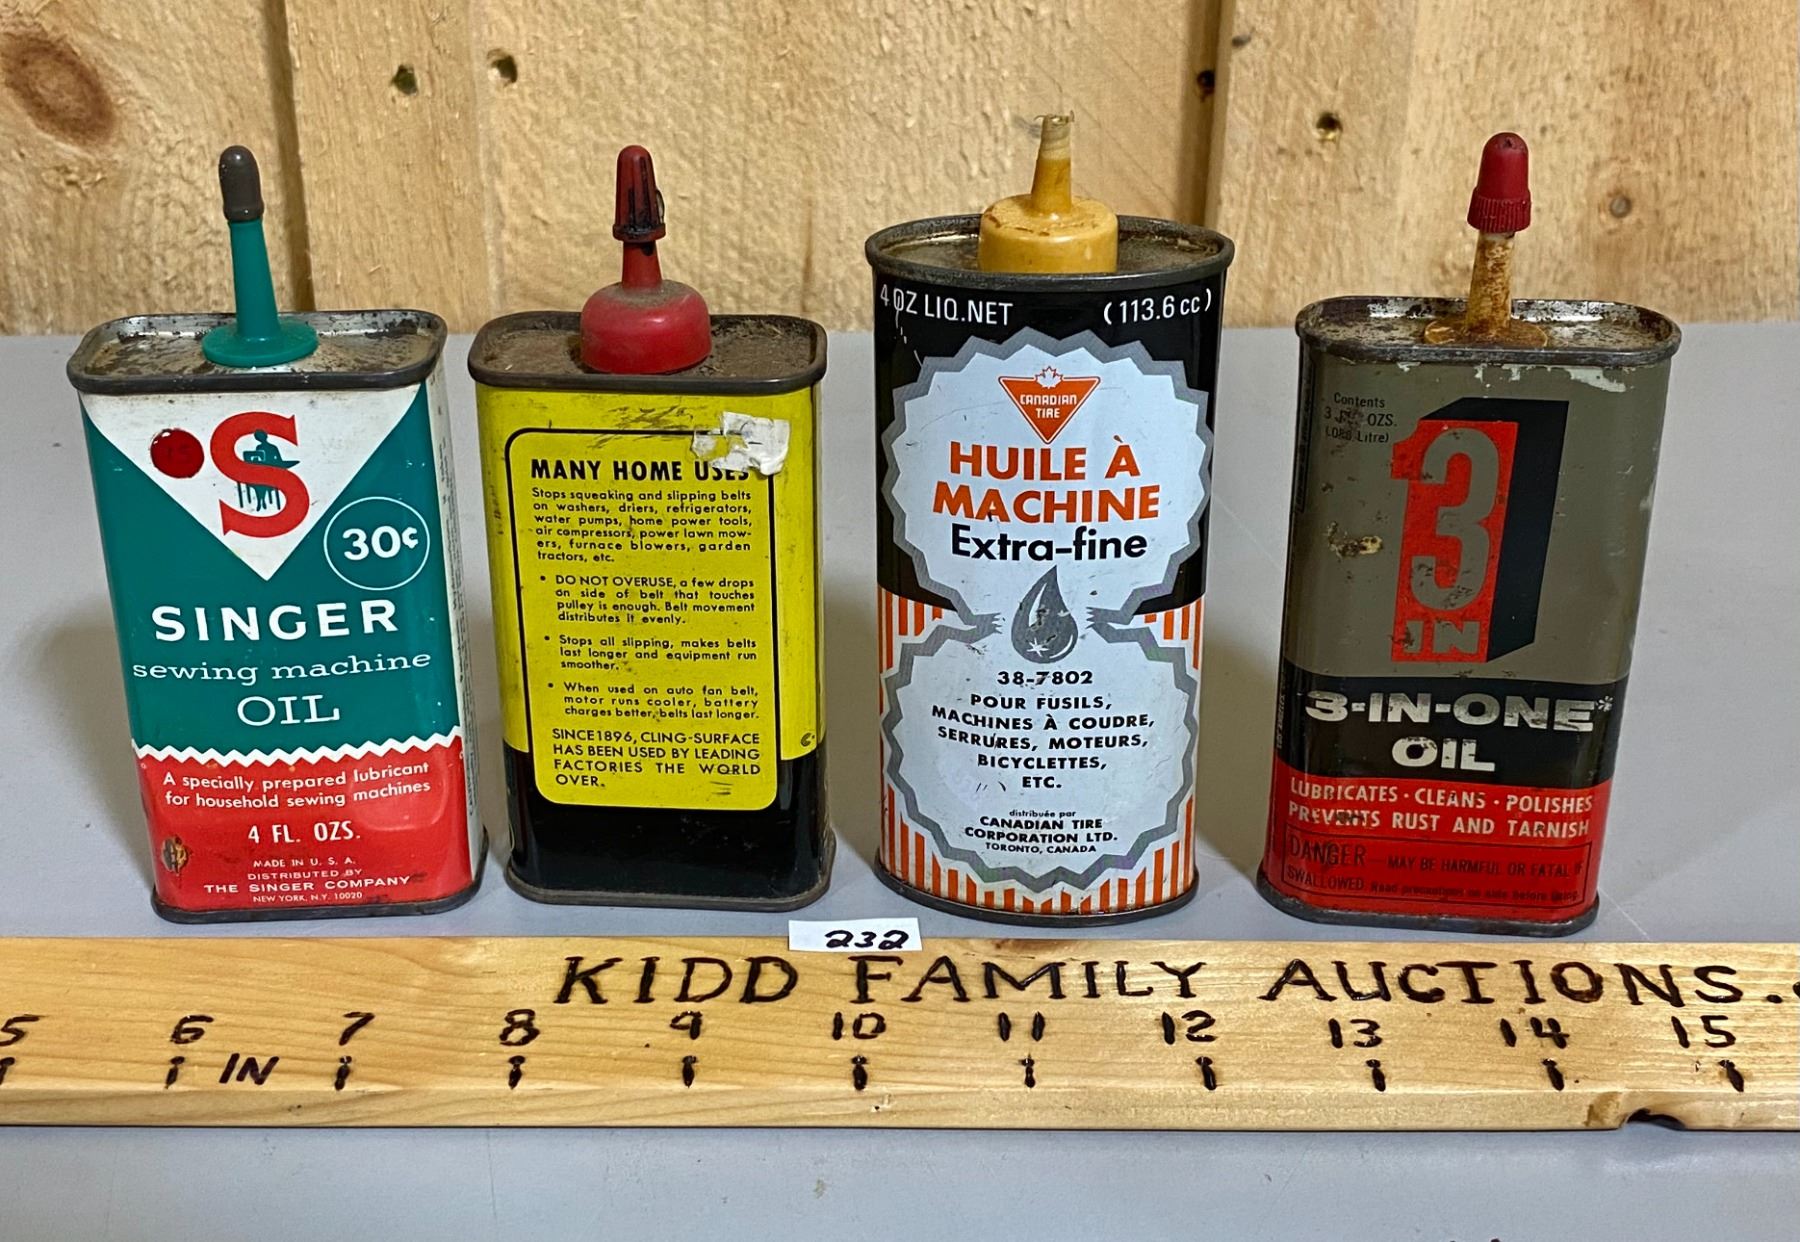 S
30¢
SINGER
sewing machine
OIL
A specially prepared lubricant
for household sewing machines
4 FL. OZS.
MADE IN U. S. A.
DISTRIBUTED BY
THE SINGER COMPANY
NEW YORK, N.Y. 10020
MANY HOME USES
Stops squeaking and slipping belts
on washers, driers, refrigerators,
water pumps, home power tools,
air compressors, power lawn mow-
ers, furnace blowers, garden
tractors, etc.
• DO NOT OVERUSE, a few drops
on side of belt that touches
pulley is enough. Belt movement
distributes it evenly.
• Stops all slipping, makes belts
last longer and equipment run
smoother.
• When used on auto fan belt,
motor runs cooler, battery
charges better, belts last longer.
SINCE 1896, CLING-SURFACE
HAS BEEN USED BY LEADING
FACTORIES THE WORLD
OVER.
4 OZ LIQ.NET (113.6 cc)
CANADIAN
TIRE
HUILE À
MACHINE
Extra-fine
38-7802
POUR FUSILS,
MACHINES À COUDRE,
SERRURES, MOTEURS,
BICYCLETTES,
ETC.
distribuée par
CANADIAN TIRE
CORPORATION LTD.
TORONTO, CANADA
Contents
3 OZS.
Litre)
3
IN
1
3-IN-ONE*
OIL
LUBRICATES · CLEANS · POLISHES
PREVENTS RUST AND TARNISH
DANGER MAY BE HARMFUL OR FATAL IF
SWALLOWED Read precautions on side before using
232
KIDD FAMILY AUCTIONS.
5 6 7 8 9 10 11 12 13 14 15
IN